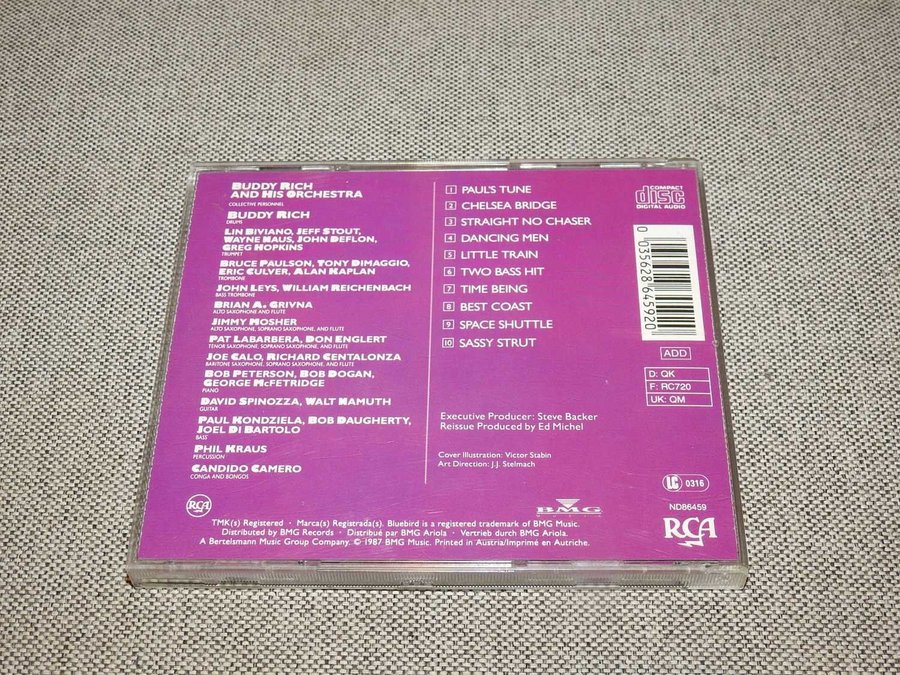 BUDDY RICH
AND HIS ORCHESTRA
COLLECTIVE PERSONNEL
BUDDY RICH
DRUMS
LIN BIVIANO, JEFF STOUT,
WAYNE NAUS, JOHN DEFLON,
GREG HOPKINS
TRUMPET
BRUCE PAULSON, TONY DIMAGGIO,
ERIC CULVER, ALAN KAPLAN
TROMBONE
JOHN LEYS, WILLIAM REICHENBACH
BASS TROMBONE
BRIAN A. GRIVNA
ALTO SAXOPHONE AND FLUTE
JIMMY MOSHER
ALTO SAXOPHONE, SOPRANO SAXOPHONE, AND FLUTE
PAT LABARBERA, DON ENGLERT
TENOR SAXOPHONE, SOPRANO SAXOPHONE, AND FLUTE
JOE CALO, RICHARD CENTALONZA
BARITONE SAXOPHONE, SOPRANO SAXOPHONE, AND FLUTE
BOB PETERSON, BOB DOGAN,
GEORGE MCFETRIDGE
PIANO
DAVID SPINOZZA, WALT NAMUTH
GUITAR
PAUL KONDZIELA, BOB DAUGHERTY,
JOEL DI BARTOLO
BASS
PHIL KRAUS
PERCUSSION
CANDIDO CAMERO
CONGA AND BONGOS
1 PAUL'S TUNE
2 CHELSEA BRIDGE
3 STRAIGHT NO CHASER
4 DANCING MEN
5 LITTLE TRAIN
6 TWO BASS HIT
7 TIME BEING
8 BEST COAST
9 SPACE SHUTTLE
10 SASSY STRUT
Executive Producer: Steve Backer
Reissue Produced by Ed Michel
Cover Illustration: Victor Stabin
Art Direction: J.J. Stelmach
COMPACT
disc
DIGITAL AUDIO
0 035628 645920
ADD
D: QK
F: RC720
UK: QM
LC 0316
ND86459
RCA
RCA
BMG
TMK(s) Registered • Marca(s) Registrada(s). Bluebird is a registered trademark of BMG Music.
Distributed by BMG Records • Distribué par BMG Ariola • Vertrieb durch BMG Ariola.
A Bertelsmann Music Group Company. © 1987 BMG Music. Printed in Austria/Imprimé en Autriche.